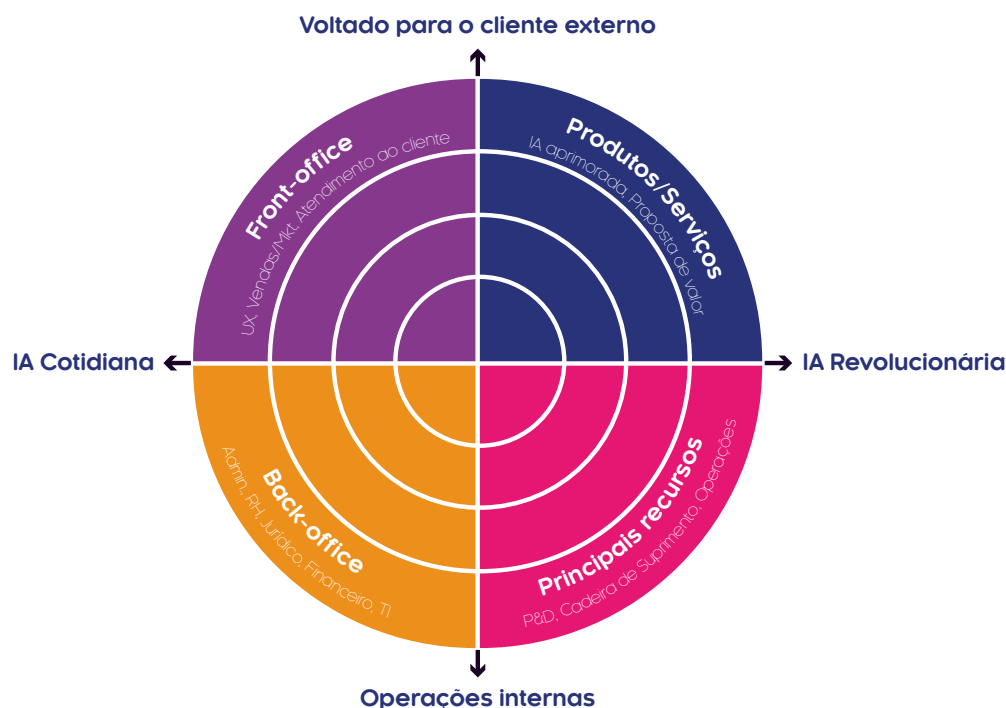 Voltado para o cliente externo
Front-office
UX, Vendas/Mkt, Atendimento ao cliente
Produtos/Serviços
IA aprimorada, Proposta de valor
IA Cotidiana
IA Revolucionária
Back-office
Admin., RH, Jurídico, Financeiro, TI
Principais recursos
P&D, Cadeira de Suprimento, Operações
Operações internas